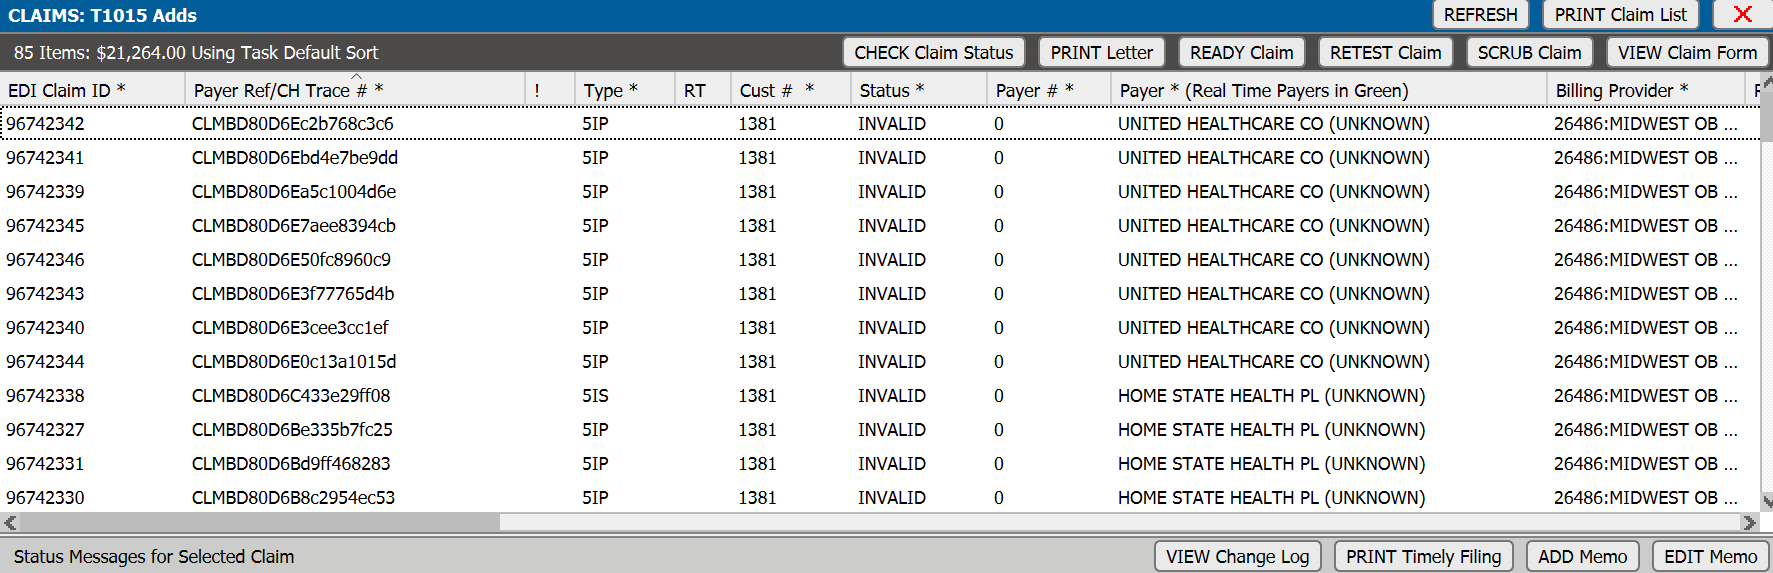 CLAIMS: T1015 Adds REFRESH PRINT Claim List
85 Items: $21,264.00 Using Task Default Sort CHECK Claim Status PRINT Letter READY Claim RETEST Claim SCRUB Claim VIEW Claim Form
EDI Claim ID * Payer Ref/CH Trace # * ! Type * RT Cust # * Status * Payer # * Payer * (Real Time Payers in Green) Billing Provider *
96742342 CLMBD80D6Ec2b768c3c6 5IP 1381 INVALID 0 UNITED HEALTHCARE CO (UNKNOWN) 26486:MIDWEST OB ...
96742341 CLMBD80D6Ebd4e7be9dd 5IP 1381 INVALID 0 UNITED HEALTHCARE CO (UNKNOWN) 26486:MIDWEST OB ...
96742339 CLMBD80D6Ea5c1004d6e 5IP 1381 INVALID 0 UNITED HEALTHCARE CO (UNKNOWN) 26486:MIDWEST OB ...
96742345 CLMBD80D6E7aee8394cb 5IP 1381 INVALID 0 UNITED HEALTHCARE CO (UNKNOWN) 26486:MIDWEST OB ...
96742346 CLMBD80D6E50fc8960c9 5IP 1381 INVALID 0 UNITED HEALTHCARE CO (UNKNOWN) 26486:MIDWEST OB ...
96742343 CLMBD80D6E3f77765d4b 5IP 1381 INVALID 0 UNITED HEALTHCARE CO (UNKNOWN) 26486:MIDWEST OB ...
96742340 CLMBD80D6E3cee3cc1ef 5IP 1381 INVALID 0 UNITED HEALTHCARE CO (UNKNOWN) 26486:MIDWEST OB ...
96742344 CLMBD80D6E0c13a1015d 5IP 1381 INVALID 0 UNITED HEALTHCARE CO (UNKNOWN) 26486:MIDWEST OB ...
96742338 CLMBD80D6C433e29ff08 5IS 1381 INVALID 0 HOME STATE HEALTH PL (UNKNOWN) 26486:MIDWEST OB ...
96742327 CLMBD80D6Be335b7fc25 5IP 1381 INVALID 0 HOME STATE HEALTH PL (UNKNOWN) 26486:MIDWEST OB ...
96742331 CLMBD80D6Bd9ff468283 5IP 1381 INVALID 0 HOME STATE HEALTH PL (UNKNOWN) 26486:MIDWEST OB ...
96742330 CLMBD80D6B8c2954ec53 5IP 1381 INVALID 0 HOME STATE HEALTH PL (UNKNOWN) 26486:MIDWEST OB ...
Status Messages for Selected Claim VIEW Change Log PRINT Timely Filing ADD Memo EDIT Memo